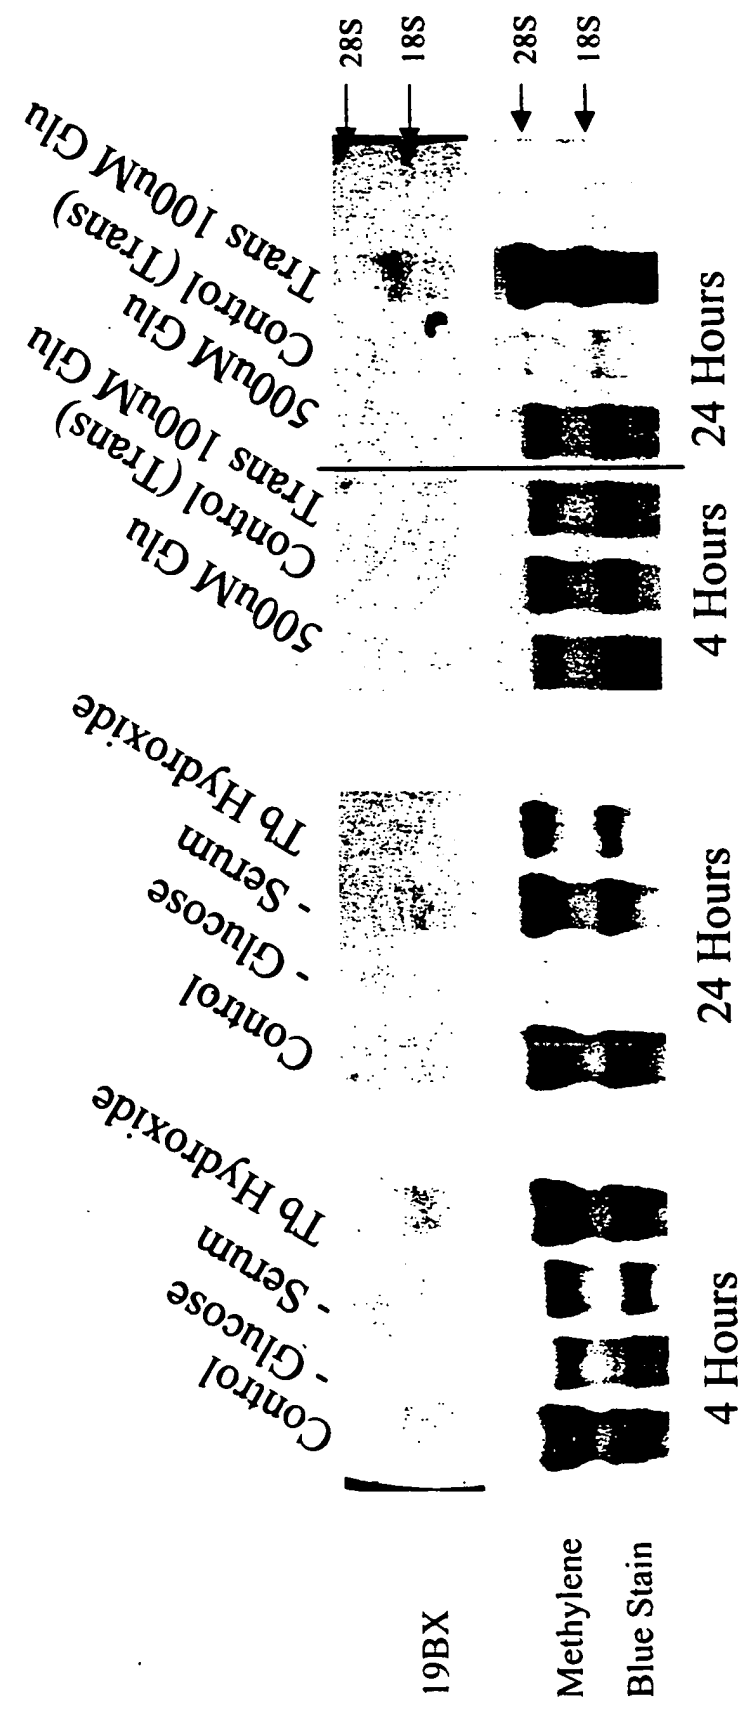 Control
- Glucose
- Serum
Tb Hydroxide
Control
- Glucose
- Serum
Tb Hydroxide
500uM Glu
Control (Trans)
Trans 100uM Glu
500uM Glu
Control (Trans)
Trans 100uM Glu
19BX
28S
18S
Methylene
Blue Stain
28S
18S
4 Hours
24 Hours
4 Hours
24 Hours